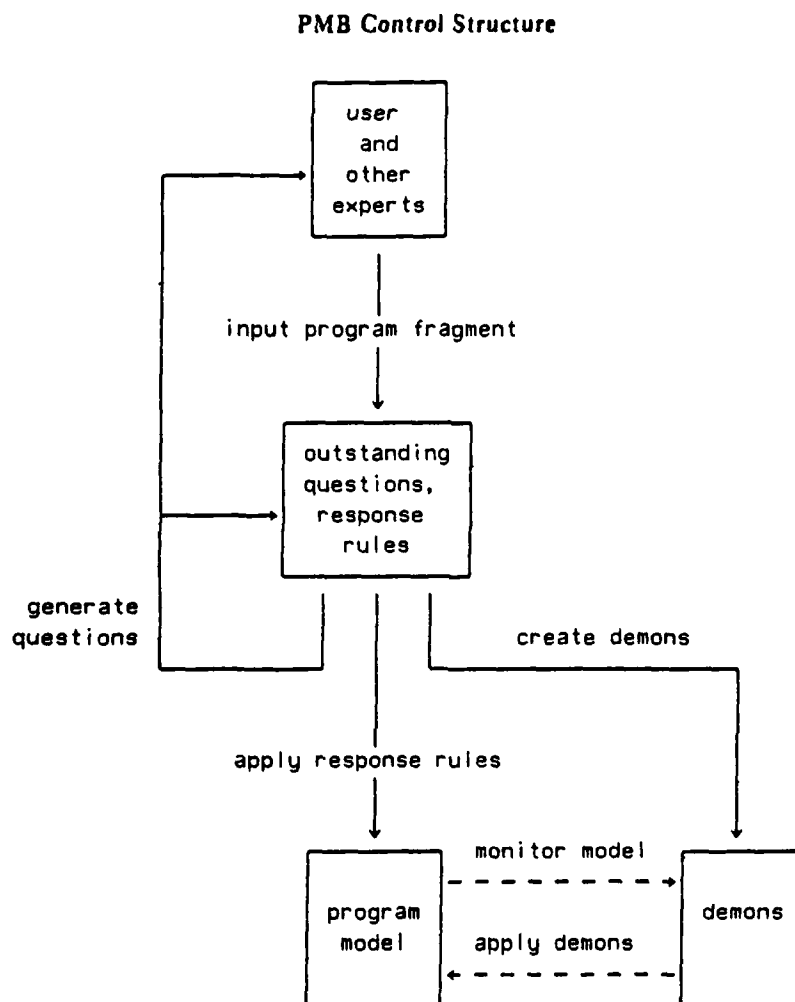 PMB Control Structure
user
and
other
experts
input program fragment
outstanding
questions,
response
rules
generate
questions
create demons
apply response rules
monitor model
program
model
demons
apply demons